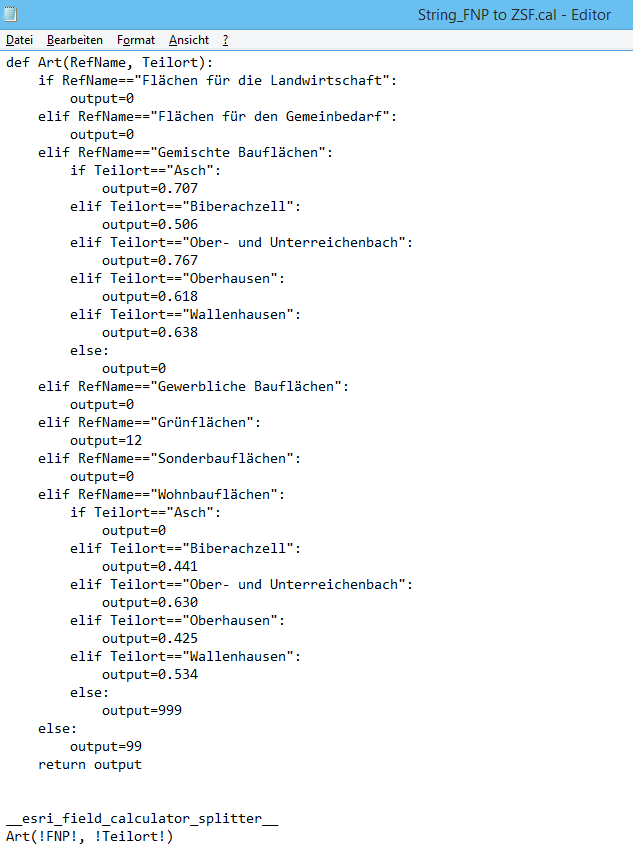 String_FNP to ZSF.cal - Editor
Datei Bearbeiten Format Ansicht ?
def Art(RefName, Teilort):
    if RefName=="Flächen für die Landwirtschaft":
        output=0
    elif RefName=="Flächen für den Gemeinbedarf":
        output=0
    elif RefName=="Gemischte Bauflächen":
        if Teilort=="Asch":
            output=0.707
        elif Teilort=="Biberachzell":
            output=0.506
        elif Teilort=="Ober- und Unterreichenbach":
            output=0.767
        elif Teilort=="Oberhausen":
            output=0.618
        elif Teilort=="Wallenhausen":
            output=0.638
        else:
            output=0
    elif RefName=="Gewerbliche Bauflächen":
        output=0
    elif RefName=="Grünflächen":
        output=12
    elif RefName=="Sonderbauflächen":
        output=0
    elif RefName=="Wohnbauflächen":
        if Teilort=="Asch":
            output=0
        elif Teilort=="Biberachzell":
            output=0.441
        elif Teilort=="Ober- und Unterreichenbach":
            output=0.630
        elif Teilort=="Oberhausen":
            output=0.425
        elif Teilort=="Wallenhausen":
            output=0.534
        else:
            output=999
    else:
        output=99
    return output
__esri_field_calculator_splitter__
Art(!FNP!, !Teilort!)